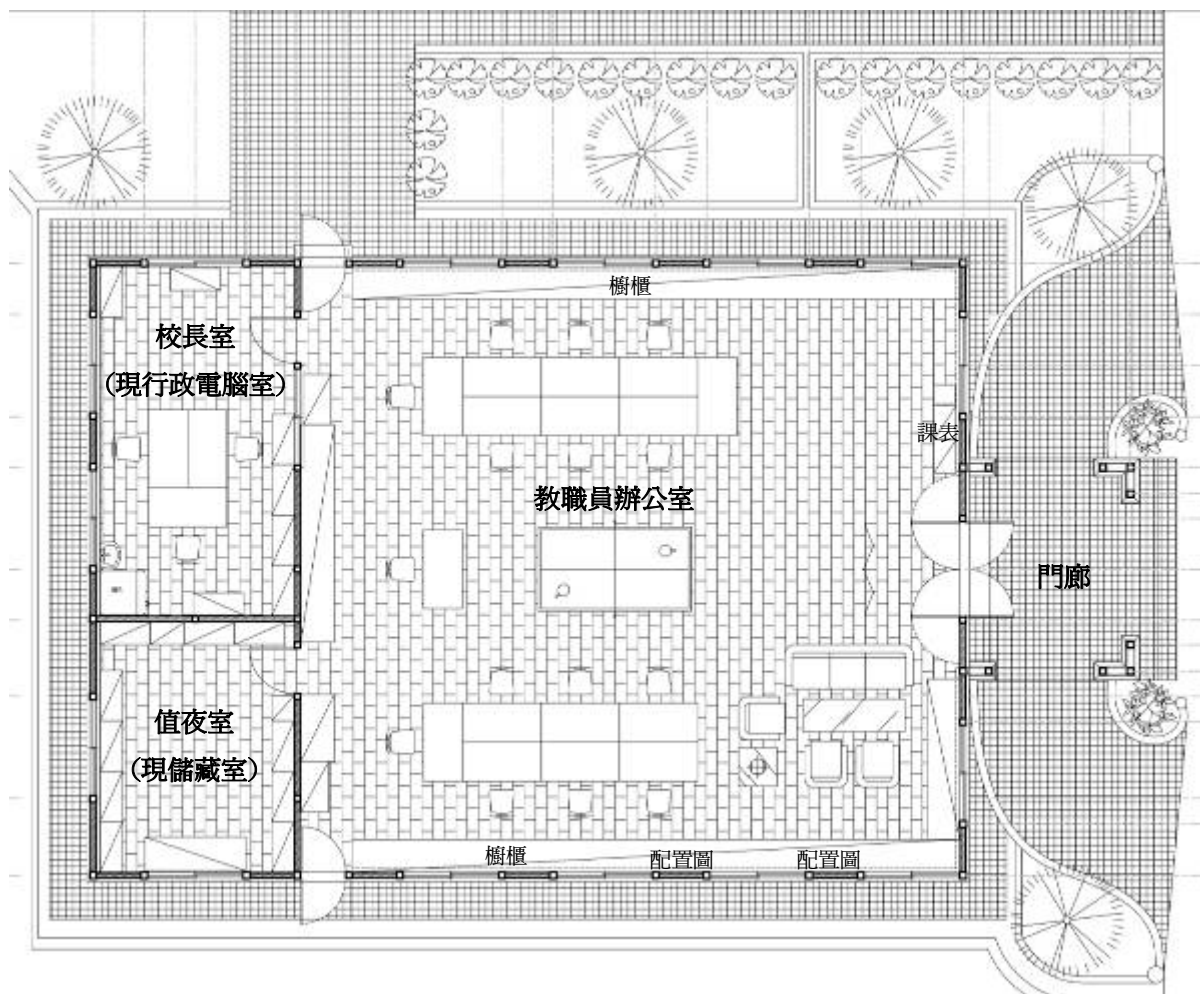 櫥櫃
校長室
(現行政電腦室)
課表
教職員辦公室
門廊
值夜室
(現儲藏室)
櫥櫃
配置圖
配置圖